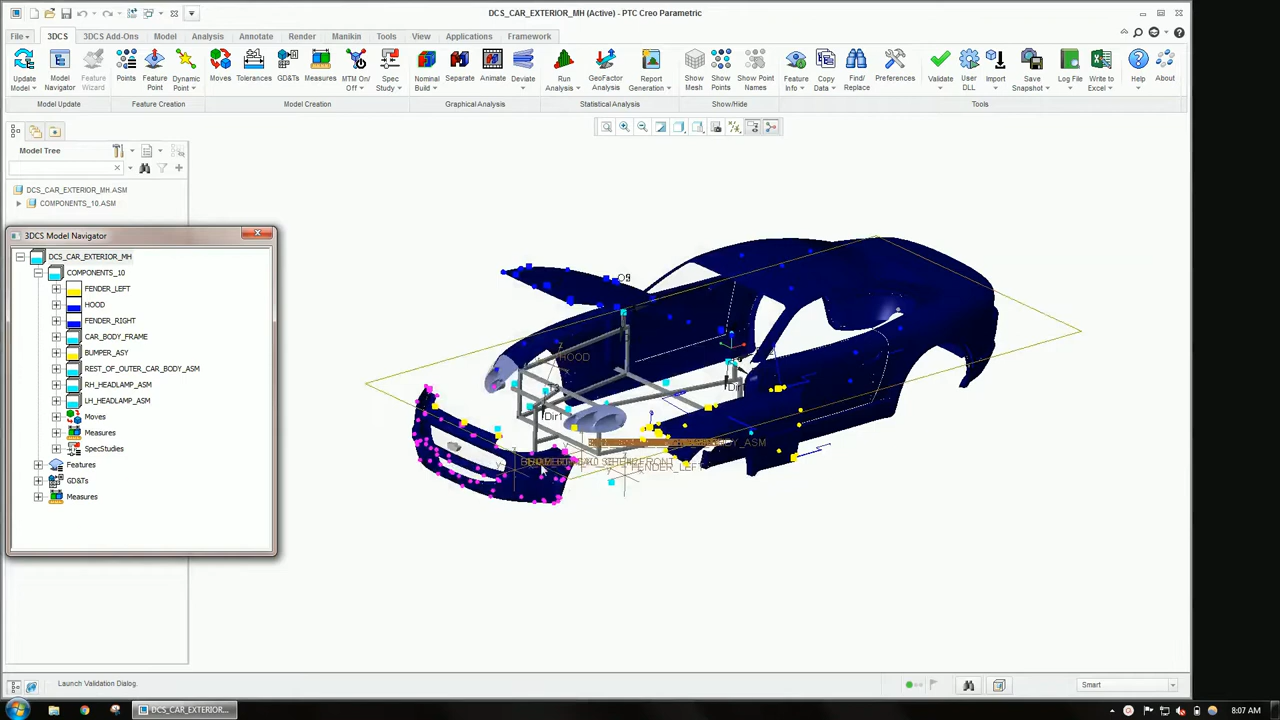 DCS_CAR_EXTERIOR_MH (Active) - PTC Creo Parametric
File 3DCS 3DCS Add-Ons Model Analysis Annotate Render Manikin Tools View Applications Framework
Update Model Model Navigator Feature Wizard Points Feature Point Dynamic Point Moves Tolerances GD&Ts Measures MTM On/Off Spec Study Nominal Build Separate Animate Deviate Run Analysis GeoFactor Analysis Report Generation Show Mesh Show Points Show Point Names Feature Info Copy Data Find/Replace Preferences Validate User DLL Import Save Snapshot Log File Write to Excel Help About
Model Update Feature Creation Model Creation Graphical Analysis Statistical Analysis Show/Hide Tools
Model Tree
DCS_CAR_EXTERIOR_MH.ASM
COMPONENTS_10.ASM
3DCS Model Navigator
DCS_CAR_EXTERIOR_MH
COMPONENTS_10
FENDER_LEFT
HOOD
FENDER_RIGHT
CAR_BODY_FRAME
BUMPER_ASY
REST_OF_OUTER_CAR_BODY_ASM
RH_HEADLAMP_ASM
LH_HEADLAMP_ASM
Moves
Measures
SpecStudies
Features
GD&Ts
Measures
HOOD
Dir1
FENDER_LEFT
Launch Validation Dialog.
Smart
DCS_CAR_EXTERIOR...
8:07 AM